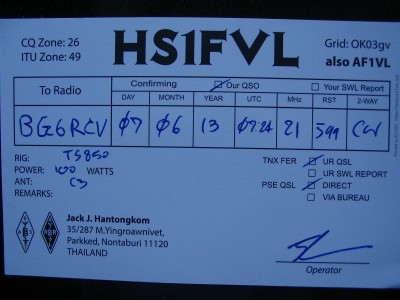 CQ Zone: 26
ITU Zone: 49
HS1FVL
Grid: OK03gv
also AF1VL
To Radio
Confirming
Our QSO
Your SWL Report
DAY MONTH YEAR UTC MHz RST 2-WAY
BG6RCV 07 06 13 07.24 21 599 CW
RIG: TS850
POWER: 100 WATTS
ANT: C3
REMARKS:
TNX FER UR QSL
UR SWL REPORT
PSE QSL DIRECT
VIA BUREAU
Jack J. Hantongkom
35/287 M.Yingroawnivet,
Parkked, Nontaburi 11120
THAILAND
Operator